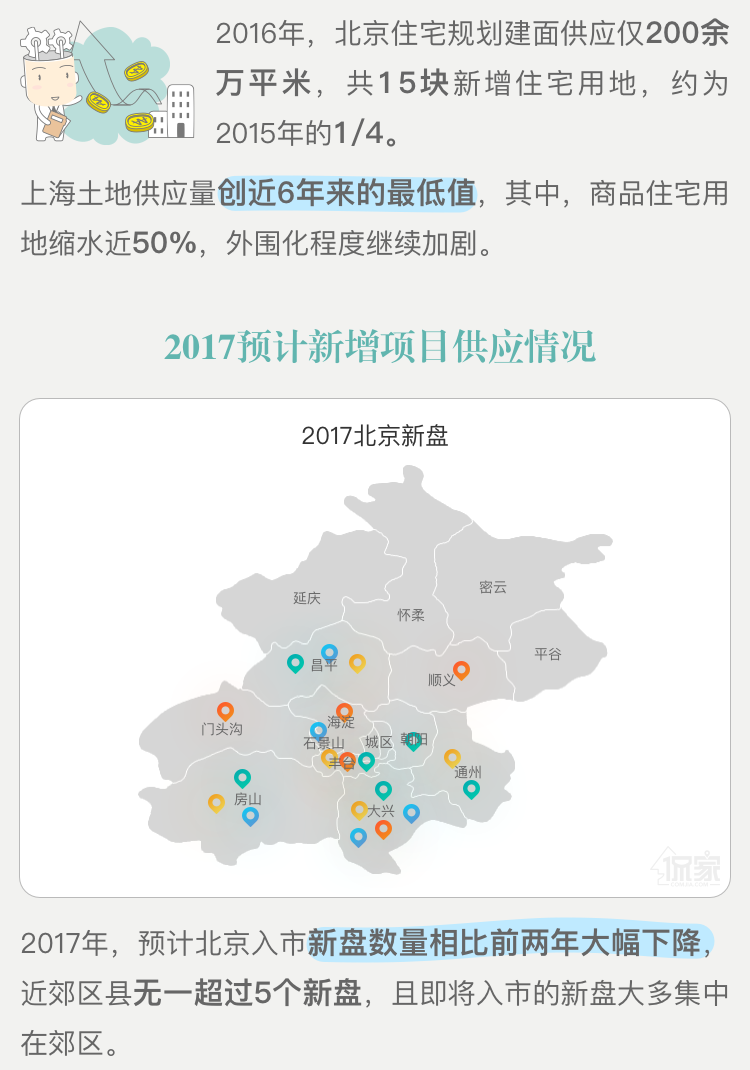 2016年，北京住宅规划建面供应仅200余
万平米，共15块新增住宅用地，约为
2015年的1/4。
上海土地供应量创近6年来的最低值，其中，商品住宅用
地缩水近50%，外围化程度继续加剧。
2017预计新增项目供应情况
2017北京新盘
密云
延庆
怀柔
平谷
昌平
顺义
海淀
门头沟
石景山
城区
朝阳
丰台
通州
房山
大兴
侃家
2017年，预计北京入市新盘数量相比前两年大幅下降，
近郊区县无一超过5个新盘，且即将入市的新盘大多集中
在郊区。